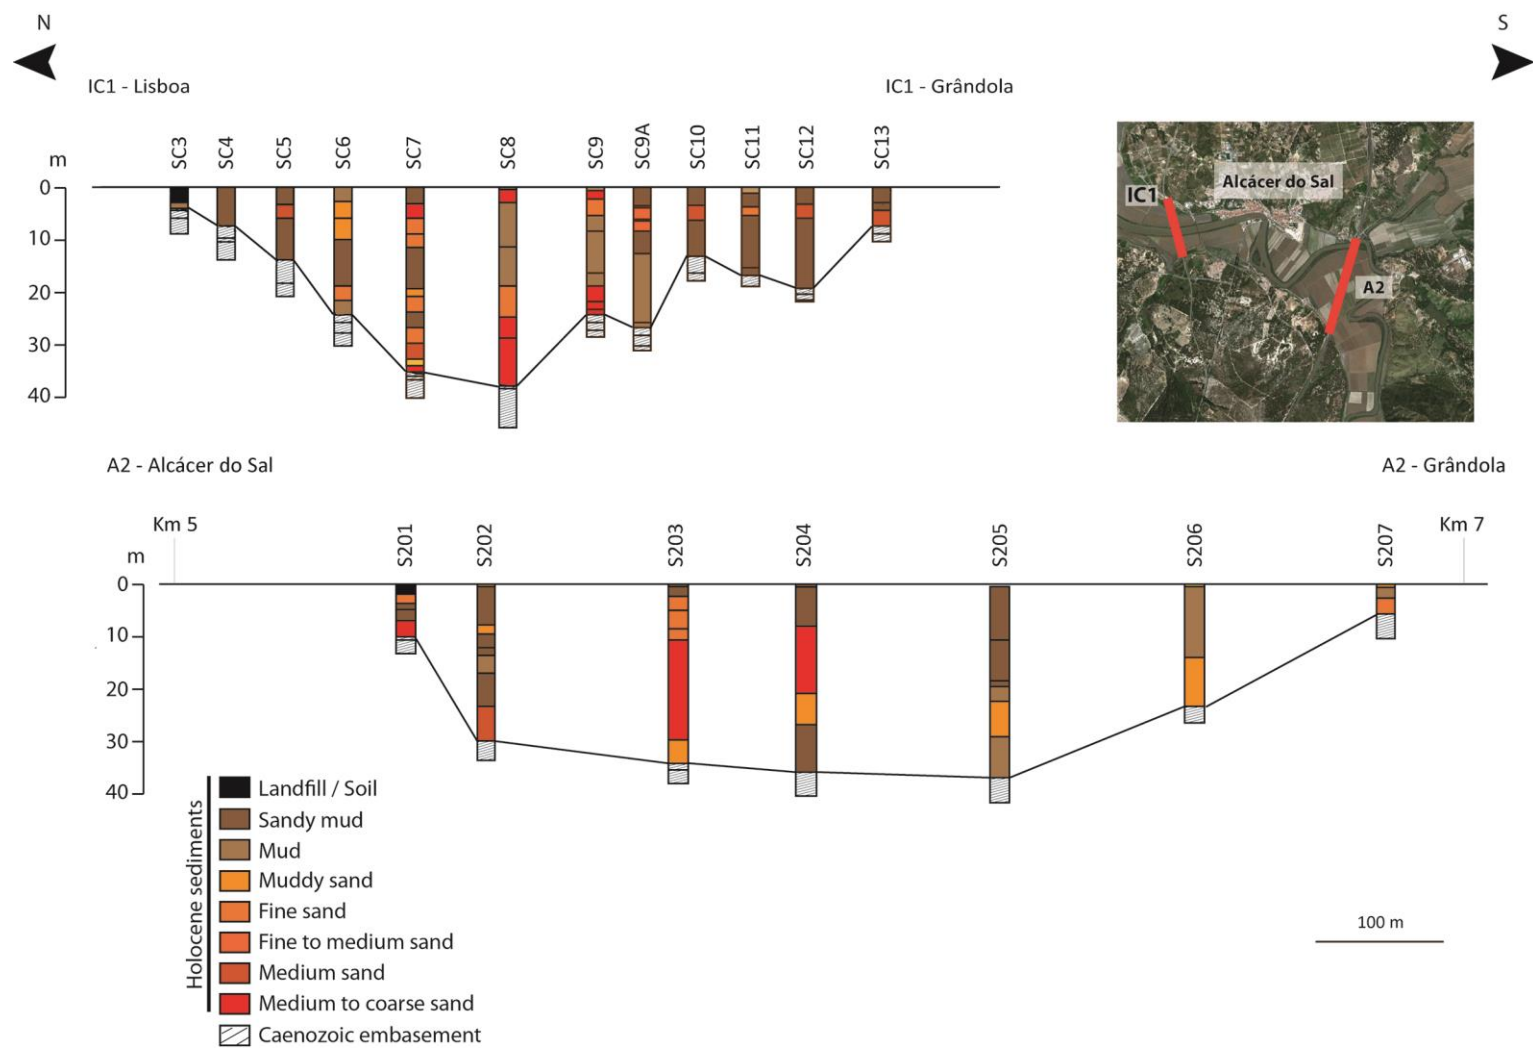 N
S
IC1 - Lisboa
IC1 - Grândola
SC3
SC4
SC5
SC6
SC7
SC8
SC9
SC9A
SC10
SC11
SC12
SC13
m
0
10
20
30
40
Alcácer do Sal
IC1
A2
A2 - Alcácer do Sal
A2 - Grândola
Km 5
Km 7
S201
S202
S203
S204
S205
S206
S207
m
0
10
20
30
40
Holocene sediments
Landfill / Soil
Sandy mud
Mud
Muddy sand
Fine sand
Fine to medium sand
Medium sand
Medium to coarse sand
Caenozoic embasement
100 m